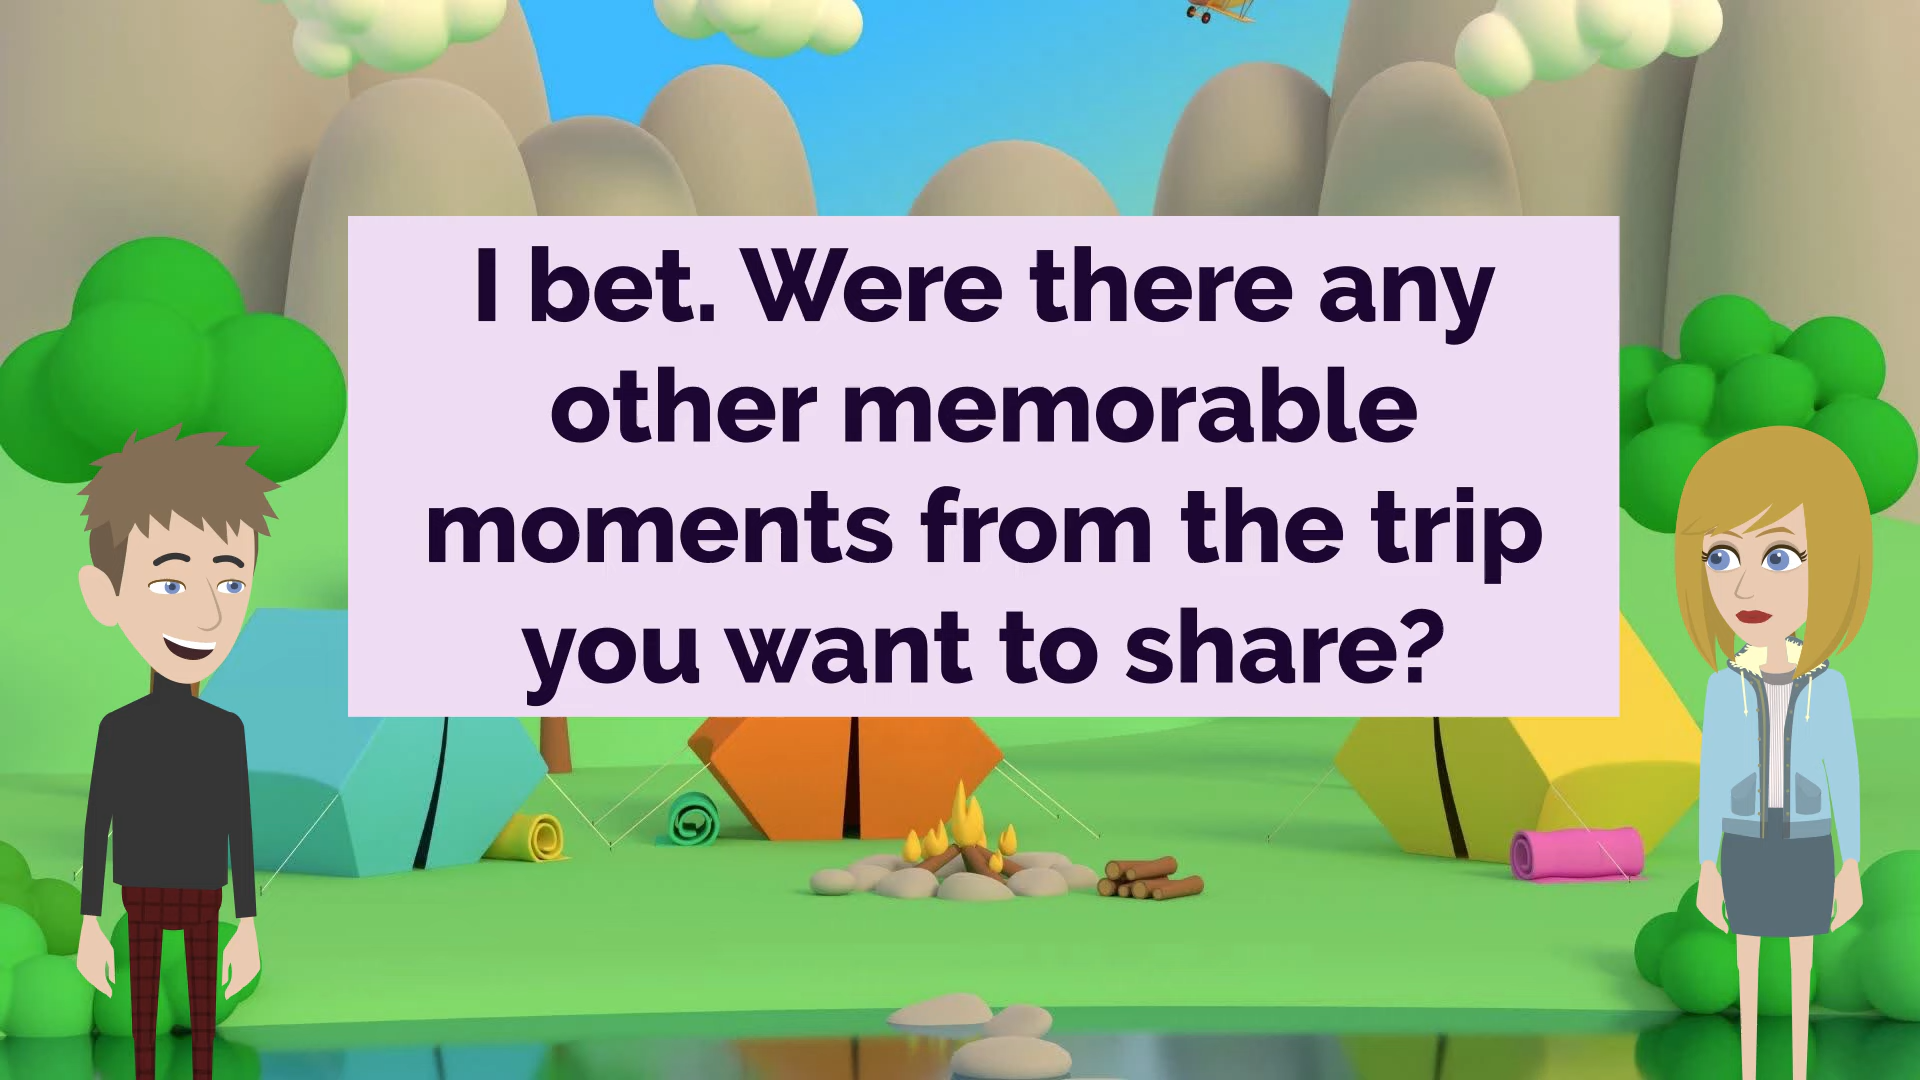 I bet. Were there any
other memorable
moments from the trip
you want to share?